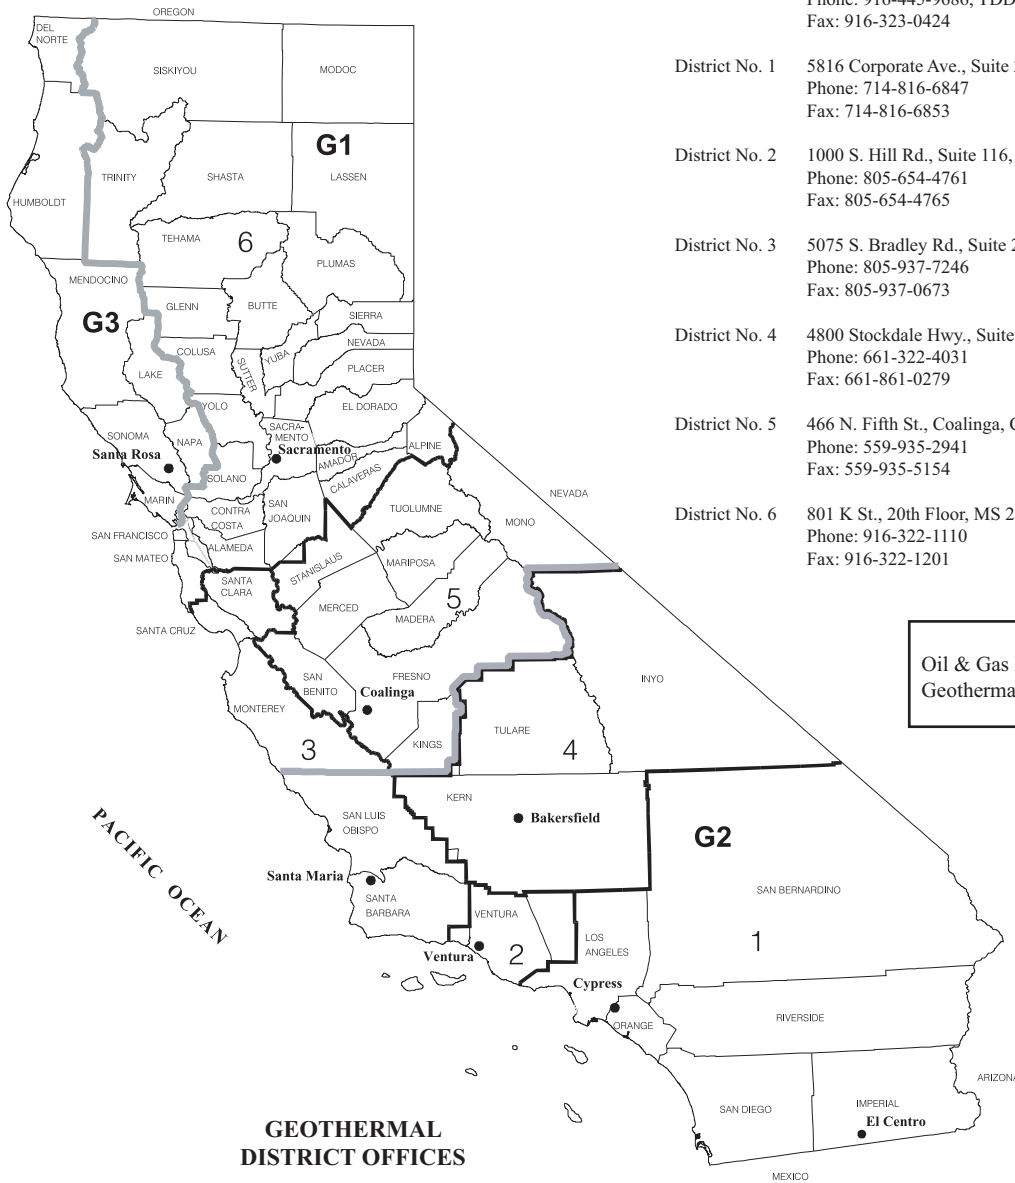 Phone: 916-445-9686, TDD
Fax: 916-323-0424
District No. 1 5816 Corporate Ave., Suite
Phone: 714-816-6847
Fax: 714-816-6853
District No. 2 1000 S. Hill Rd., Suite 116,
Phone: 805-654-4761
Fax: 805-654-4765
District No. 3 5075 S. Bradley Rd., Suite 2
Phone: 805-937-7246
Fax: 805-937-0673
District No. 4 4800 Stockdale Hwy., Suite
Phone: 661-322-4031
Fax: 661-861-0279
District No. 5 466 N. Fifth St., Coalinga, C
Phone: 559-935-2941
Fax: 559-935-5154
District No. 6 801 K St., 20th Floor, MS 2
Phone: 916-322-1110
Fax: 916-322-1201
Oil & Gas
Geotherma
OREGON
DEL
NORTE
SISKIYOU
MODOC
G1
TRINITY
SHASTA
LASSEN
HUMBOLDT
TEHAMA
6
PLUMAS
MENDOCINO
GLENN
BUTTE
G3
SIERRA
COLUSA
NEVADA
YUBA
SUTTER
LAKE
PLACER
YOLO
EL DORADO
SONOMA
NAPA
SACRA-
MENTO
Santa Rosa
Sacramento
ALPINE
AMADOR
SOLANO
CALAVERAS
MARIN
CONTRA
COSTA
SAN
JOAQUIN
TUOLUMNE
NEVADA
MONO
SAN FRANCISCO
ALAMEDA
SAN MATEO
STANISLAUS
MARIPOSA
SANTA
CLARA
MERCED
5
MADERA
SANTA CRUZ
SAN
BENITO
FRESNO
INYO
Coalinga
MONTEREY
3
KINGS
TULARE
4
KERN
SAN LUIS
OBISPO
Bakersfield
G2
PACIFIC OCEAN
Santa Maria
SANTA
BARBARA
SAN BERNARDINO
VENTURA
LOS
ANGELES
1
Ventura
2
Cypress
ORANGE
RIVERSIDE
ARIZONA
SAN DIEGO
IMPERIAL
El Centro
MEXICO
GEOTHERMAL
DISTRICT OFFICES